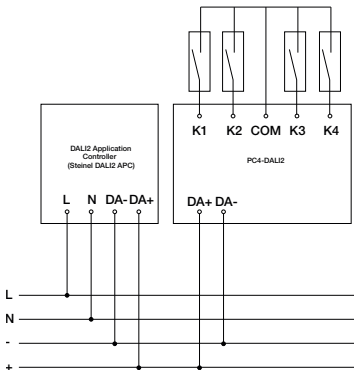 K1 K2 COM K3 K4
DALI2 Application
Controller
(Steinel DALI2 APC)
PC4-DALI2
L N DA- DA+
DA+ DA-
L
N
-
+